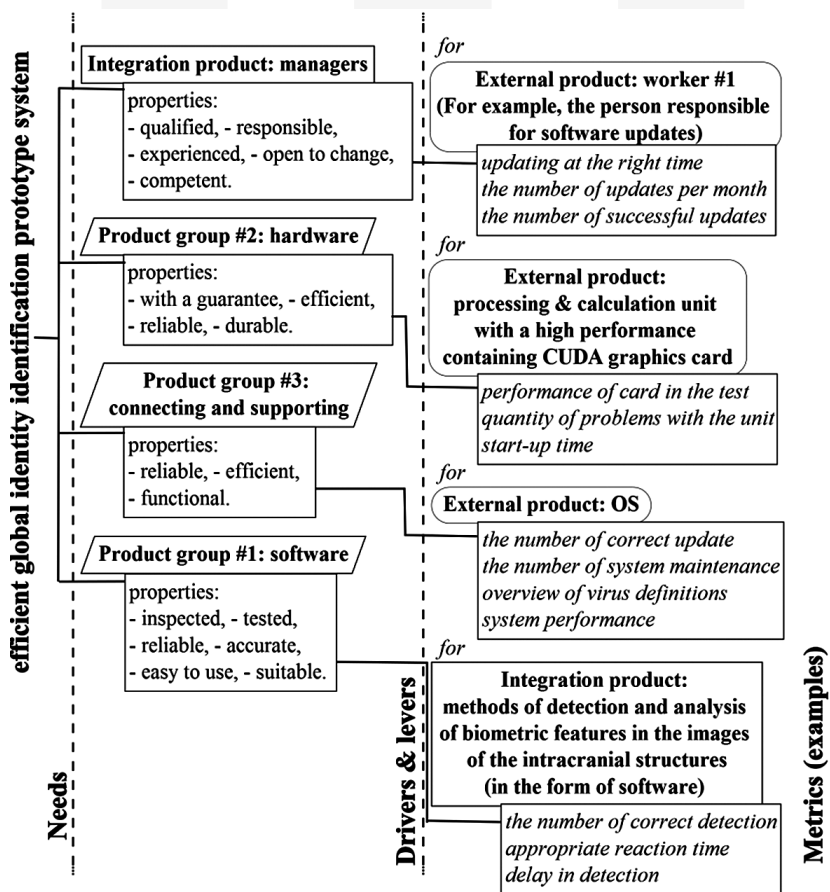 efficient global identity identification prototype system
Needs
Integration product: managers
properties:
- qualified, - responsible,
- experienced, - open to change,
- competent.
Product group #2: hardware
properties:
- with a guarantee, - efficient,
- reliable, - durable.
Product group #3:
connecting and supporting
properties:
- reliable, - efficient,
- functional.
Product group #1: software
properties:
- inspected, - tested,
- reliable, - accurate,
- easy to use, - suitable.
Drivers & levers
for
External product: worker #1
(For example, the person responsible
for software updates)
updating at the right time
the number of updates per month
the number of successful updates
for
External product:
processing & calculation unit
with a high performance
containing CUDA graphics card
performance of card in the test
quantity of problems with the unit
start-up time
for
External product: OS
the number of correct update
the number of system maintenance
overview of virus definitions
system performance
for
Integration product:
methods of detection and analysis
of biometric features in the images
of the intracranial structures
(in the form of software)
the number of correct detection
appropriate reaction time
delay in detection
Metrics (examples)